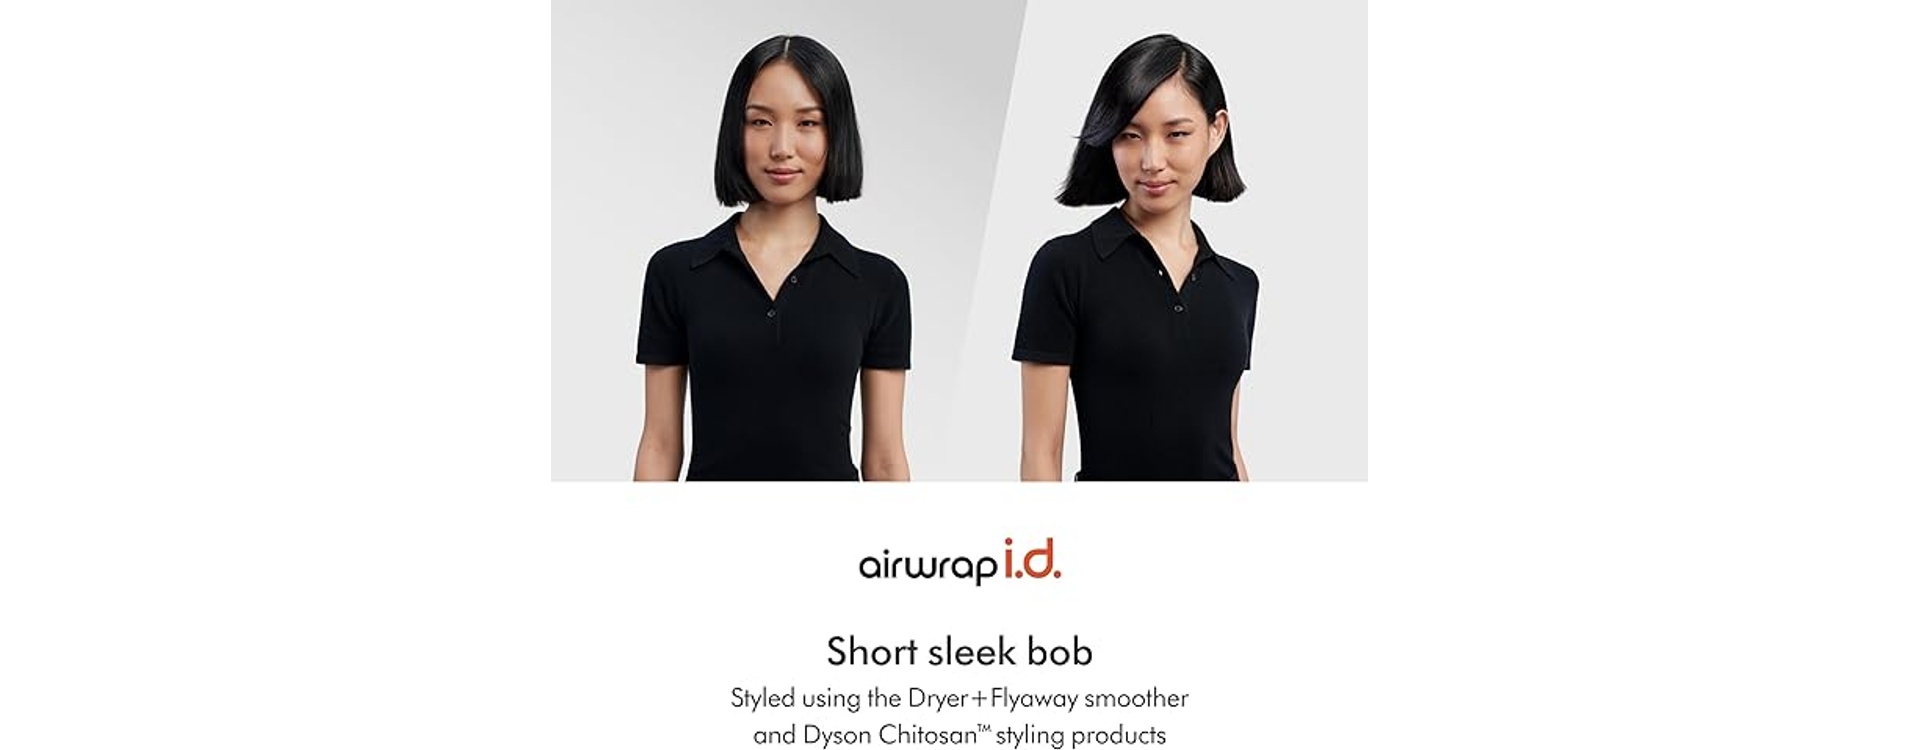 airwrap i.d.
Short sleek bob
Styled using the Dryer+Flyaway smoother
and Dyson Chitosan™ styling products